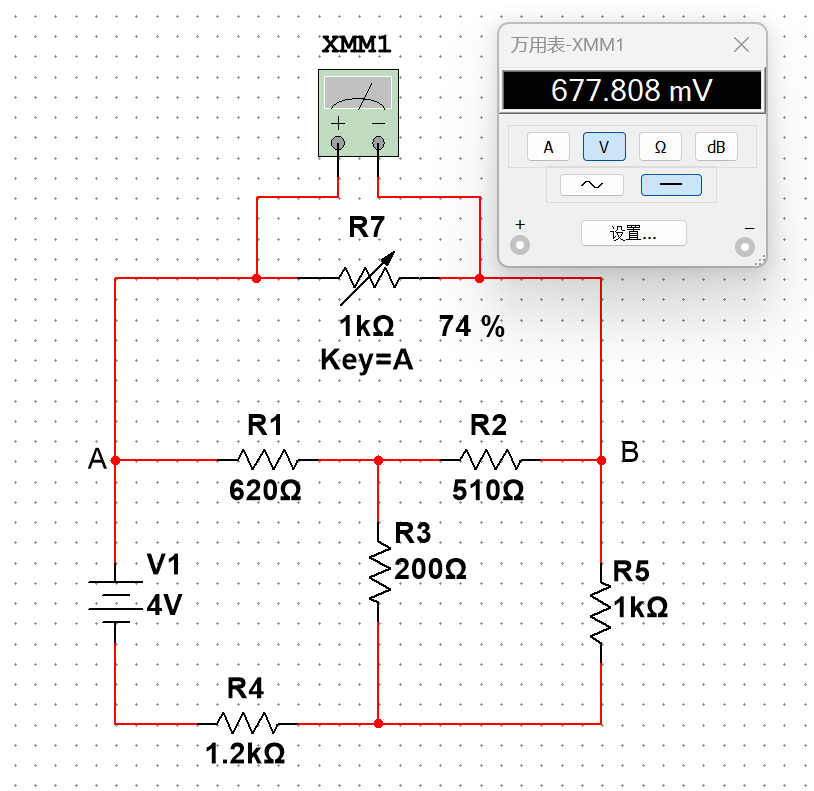 XMM1
万用表-XMM1
677.808 mV
A
V
Ω
dB
+
−
+
−
设置...
R7
1kΩ
74 %
Key=A
R1
R2
A
B
620Ω
510Ω
R3
200Ω
V1
4V
R5
1kΩ
R4
1.2kΩ